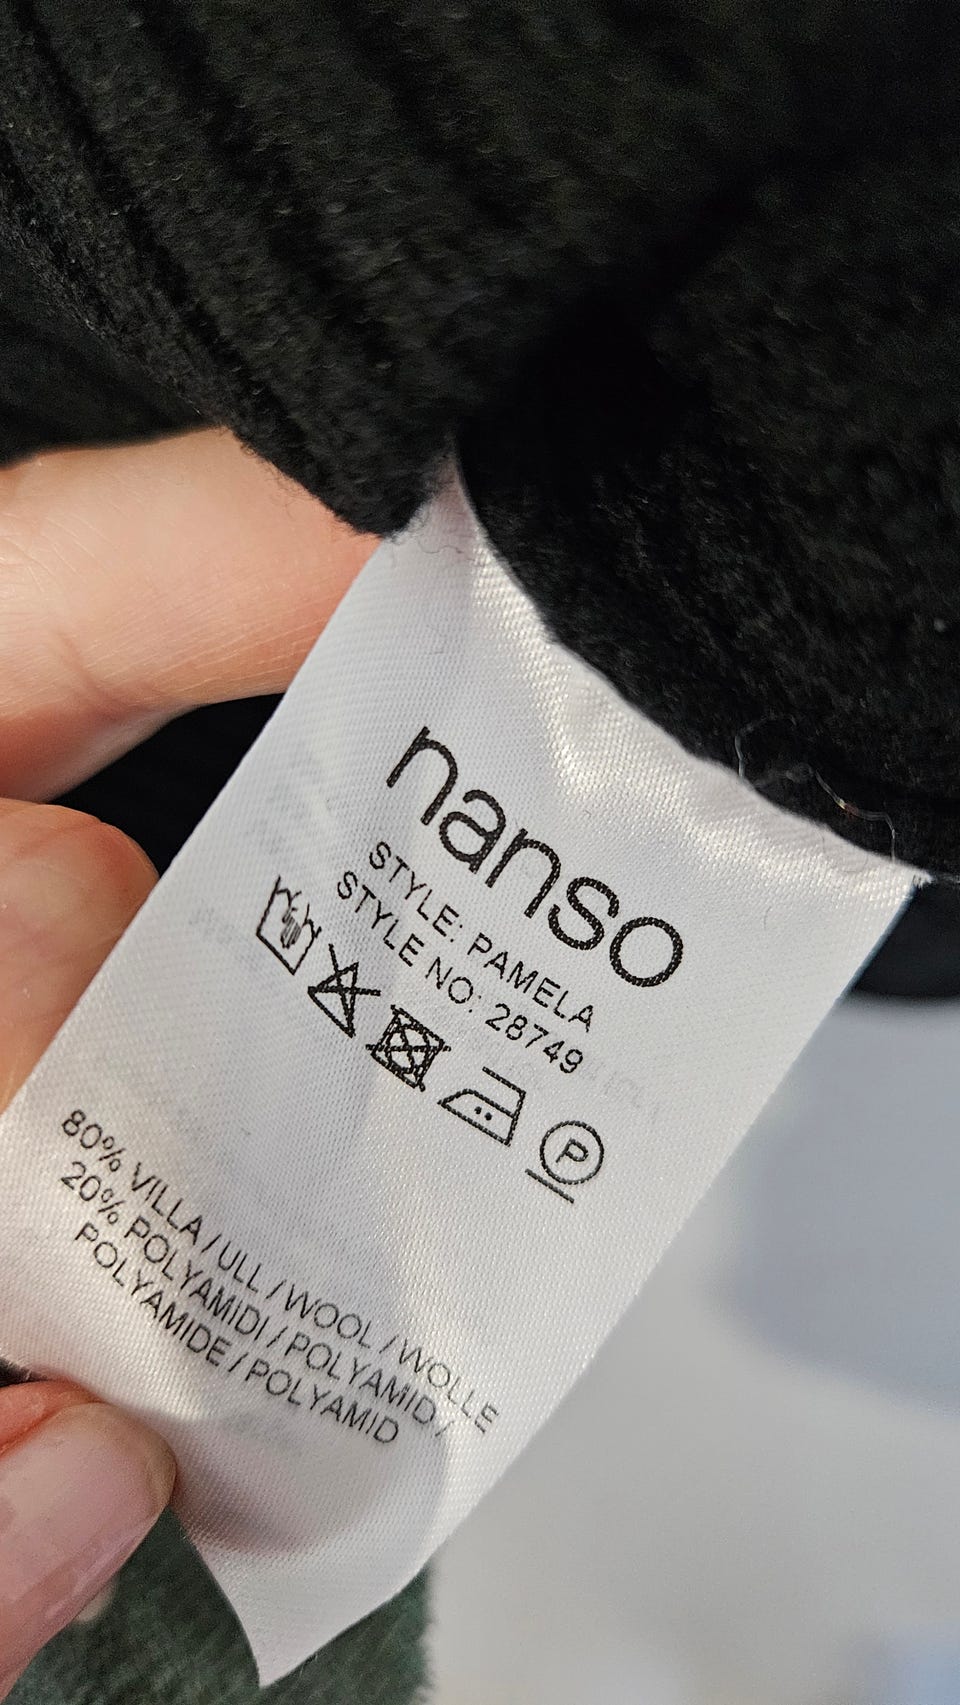 nanso
STYLE: PAMELA
STYLE NO: 28749
P
80% VILLA / ULL / WOOL / WOLLE
20% POLYAMIDI / POLYAMID /
POLYAMIDE / POLYAMID